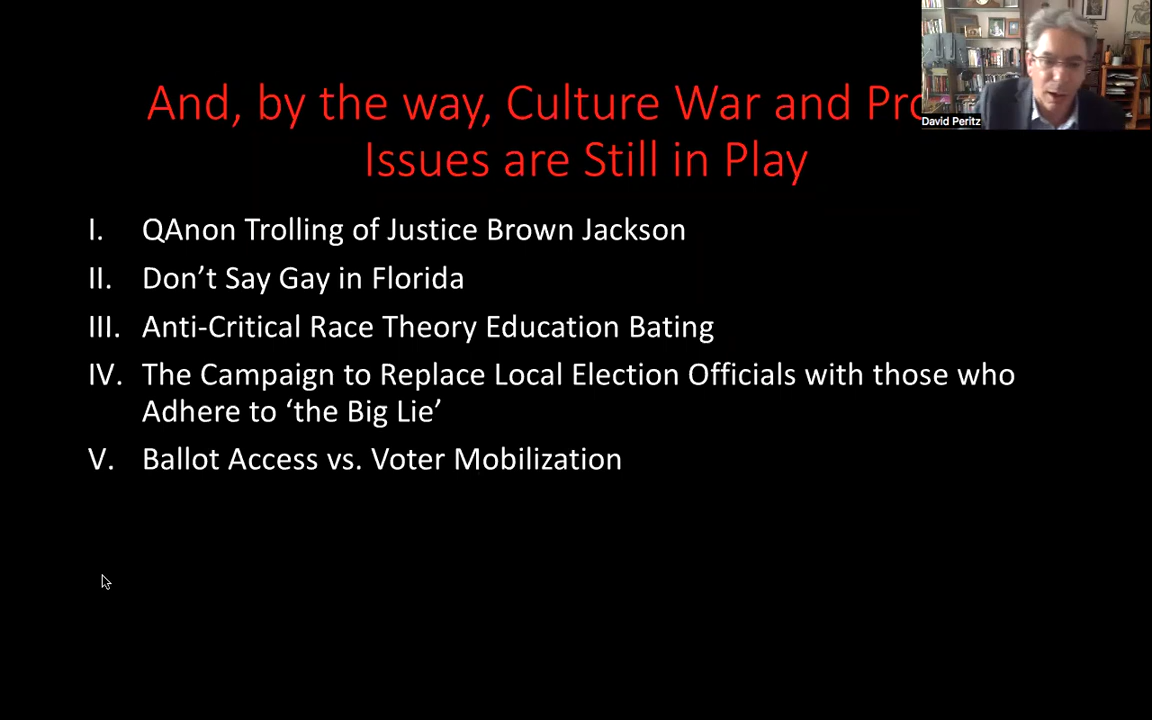 And, by the way, Culture War and
Issues are Still in Play
David Peritz
I. QAnon Trolling of Justice Brown Jackson
II. Don’t Say Gay in Florida
III. Anti-Critical Race Theory Education Bating
IV. The Campaign to Replace Local Election Officials with those who
Adhere to ‘the Big Lie’
V. Ballot Access vs. Voter Mobilization